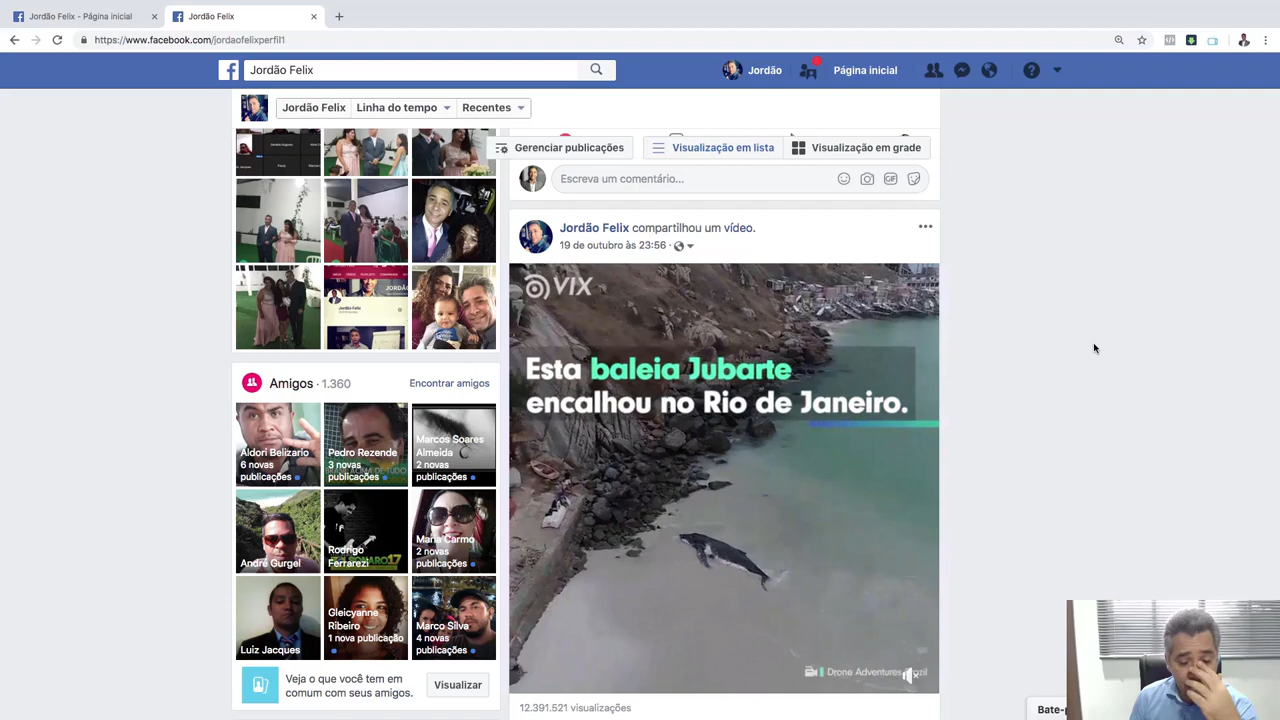 Jordão Felix - Página inicial
Jordão Felix
https://www.facebook.com/jordaofelixperfil1
Jordão Felix
Jordão
Página inicial
Jordão Felix
Linha do tempo
Recentes
Gerenciar publicações
Visualização em lista
Visualização em grade
Escreva um comentário...
GIF
Jordão Felix compartilhou um vídeo.
19 de outubro às 23:56 ·
VIX
Esta baleia Jubarte
encalhou no Rio de Janeiro.
Drone Adventures Brazil
12.391.521 visualizações
Amigos · 1.360
Encontrar amigos
Aldori Belizario
6 novas
publicações
Pedro Rezende
3 novas
publicações
Marcos Soares
Almeida
2 novas
publicações
André Gurgel
Rodrigo
Ferrarezi
Maria Carmo
2 novas
publicações
Luiz Jacques
Gleicyanne
Ribeiro
1 nova publicação
Marco Silva
4 novas
publicações
Veja o que você tem em
comum com seus amigos.
Visualizar